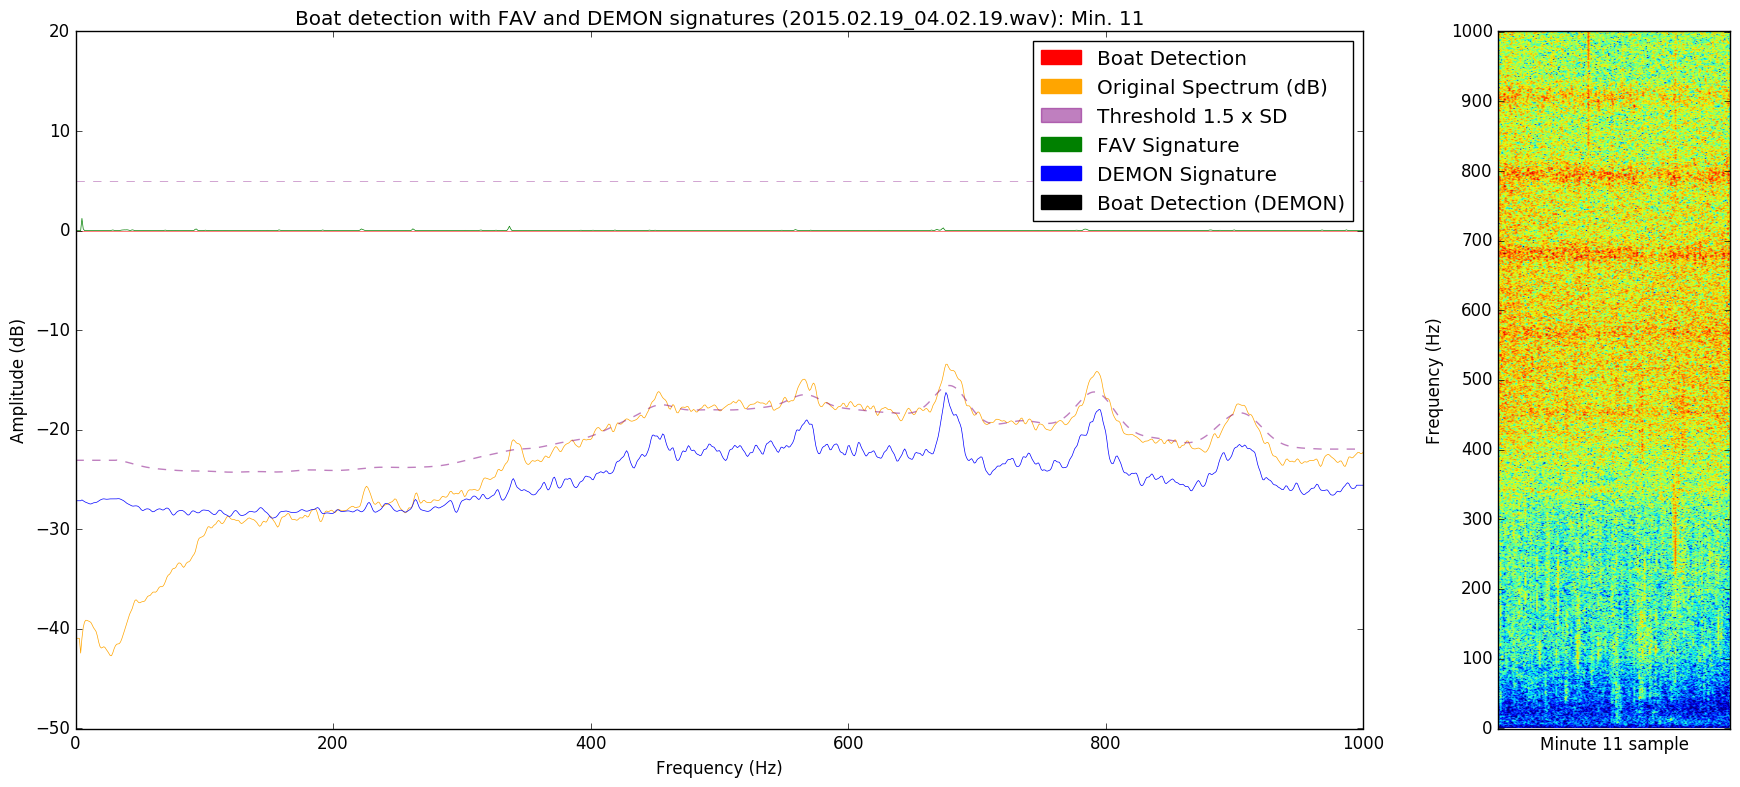 Boat detection with FAV and DEMON signatures (2015.02.19_04.02.19.wav): Min. 11
Boat Detection
Original Spectrum (dB)
Threshold 1.5 x SD
FAV Signature
DEMON Signature
Boat Detection (DEMON)
Amplitude (dB)
20
10
0
−10
−20
−30
−40
−50
0
200
400
600
800
1000
Frequency (Hz)
Frequency (Hz)
1000
900
800
700
600
500
400
300
200
100
0
Minute 11 sample